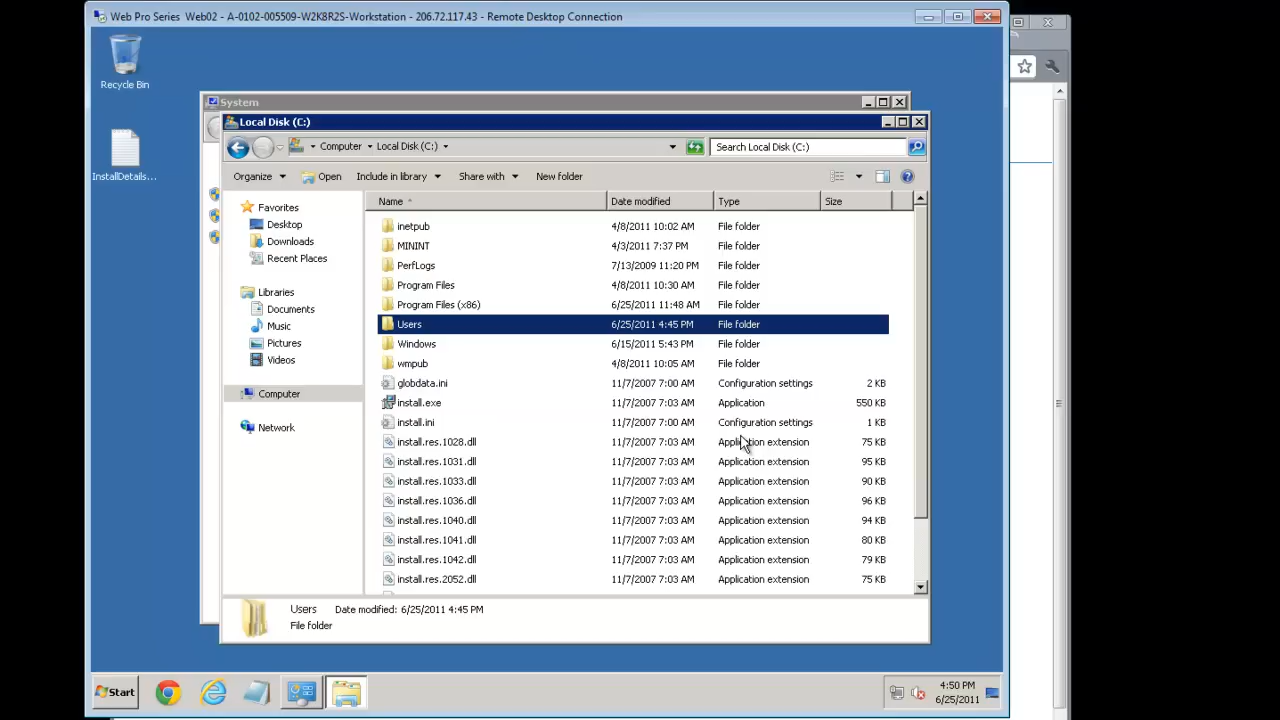 Web Pro Series Web02 - A-0102-005509-W2K8R2S-Workstation - 206.72.117.43 - Remote Desktop Connection
Recycle Bin
InstallDetails...
System
Local Disk (C:)
Computer Local Disk (C:)
Search Local Disk (C:)
Organize Open Include in library Share with New folder
Favorites
Desktop
Downloads
Recent Places
Libraries
Documents
Music
Pictures
Videos
Computer
Network
Name Date modified Type Size
inetpub 4/8/2011 10:02 AM File folder
MININT 4/3/2011 7:37 PM File folder
PerfLogs 7/13/2009 11:20 PM File folder
Program Files 4/8/2011 10:30 AM File folder
Program Files (x86) 6/25/2011 11:48 AM File folder
Users 6/25/2011 4:45 PM File folder
Windows 6/15/2011 5:43 PM File folder
wmpub 4/8/2011 10:05 AM File folder
globdata.ini 11/7/2007 7:00 AM Configuration settings 2 KB
install.exe 11/7/2007 7:03 AM Application 550 KB
install.ini 11/7/2007 7:00 AM Configuration settings 1 KB
install.res.1028.dll 11/7/2007 7:03 AM Application extension 75 KB
install.res.1031.dll 11/7/2007 7:03 AM Application extension 95 KB
install.res.1033.dll 11/7/2007 7:03 AM Application extension 90 KB
install.res.1036.dll 11/7/2007 7:03 AM Application extension 96 KB
install.res.1040.dll 11/7/2007 7:03 AM Application extension 94 KB
install.res.1041.dll 11/7/2007 7:03 AM Application extension 80 KB
install.res.1042.dll 11/7/2007 7:03 AM Application extension 79 KB
install.res.2052.dll 11/7/2007 7:03 AM Application extension 75 KB
Users Date modified: 6/25/2011 4:45 PM
File folder
Start
4:50 PM
6/25/2011